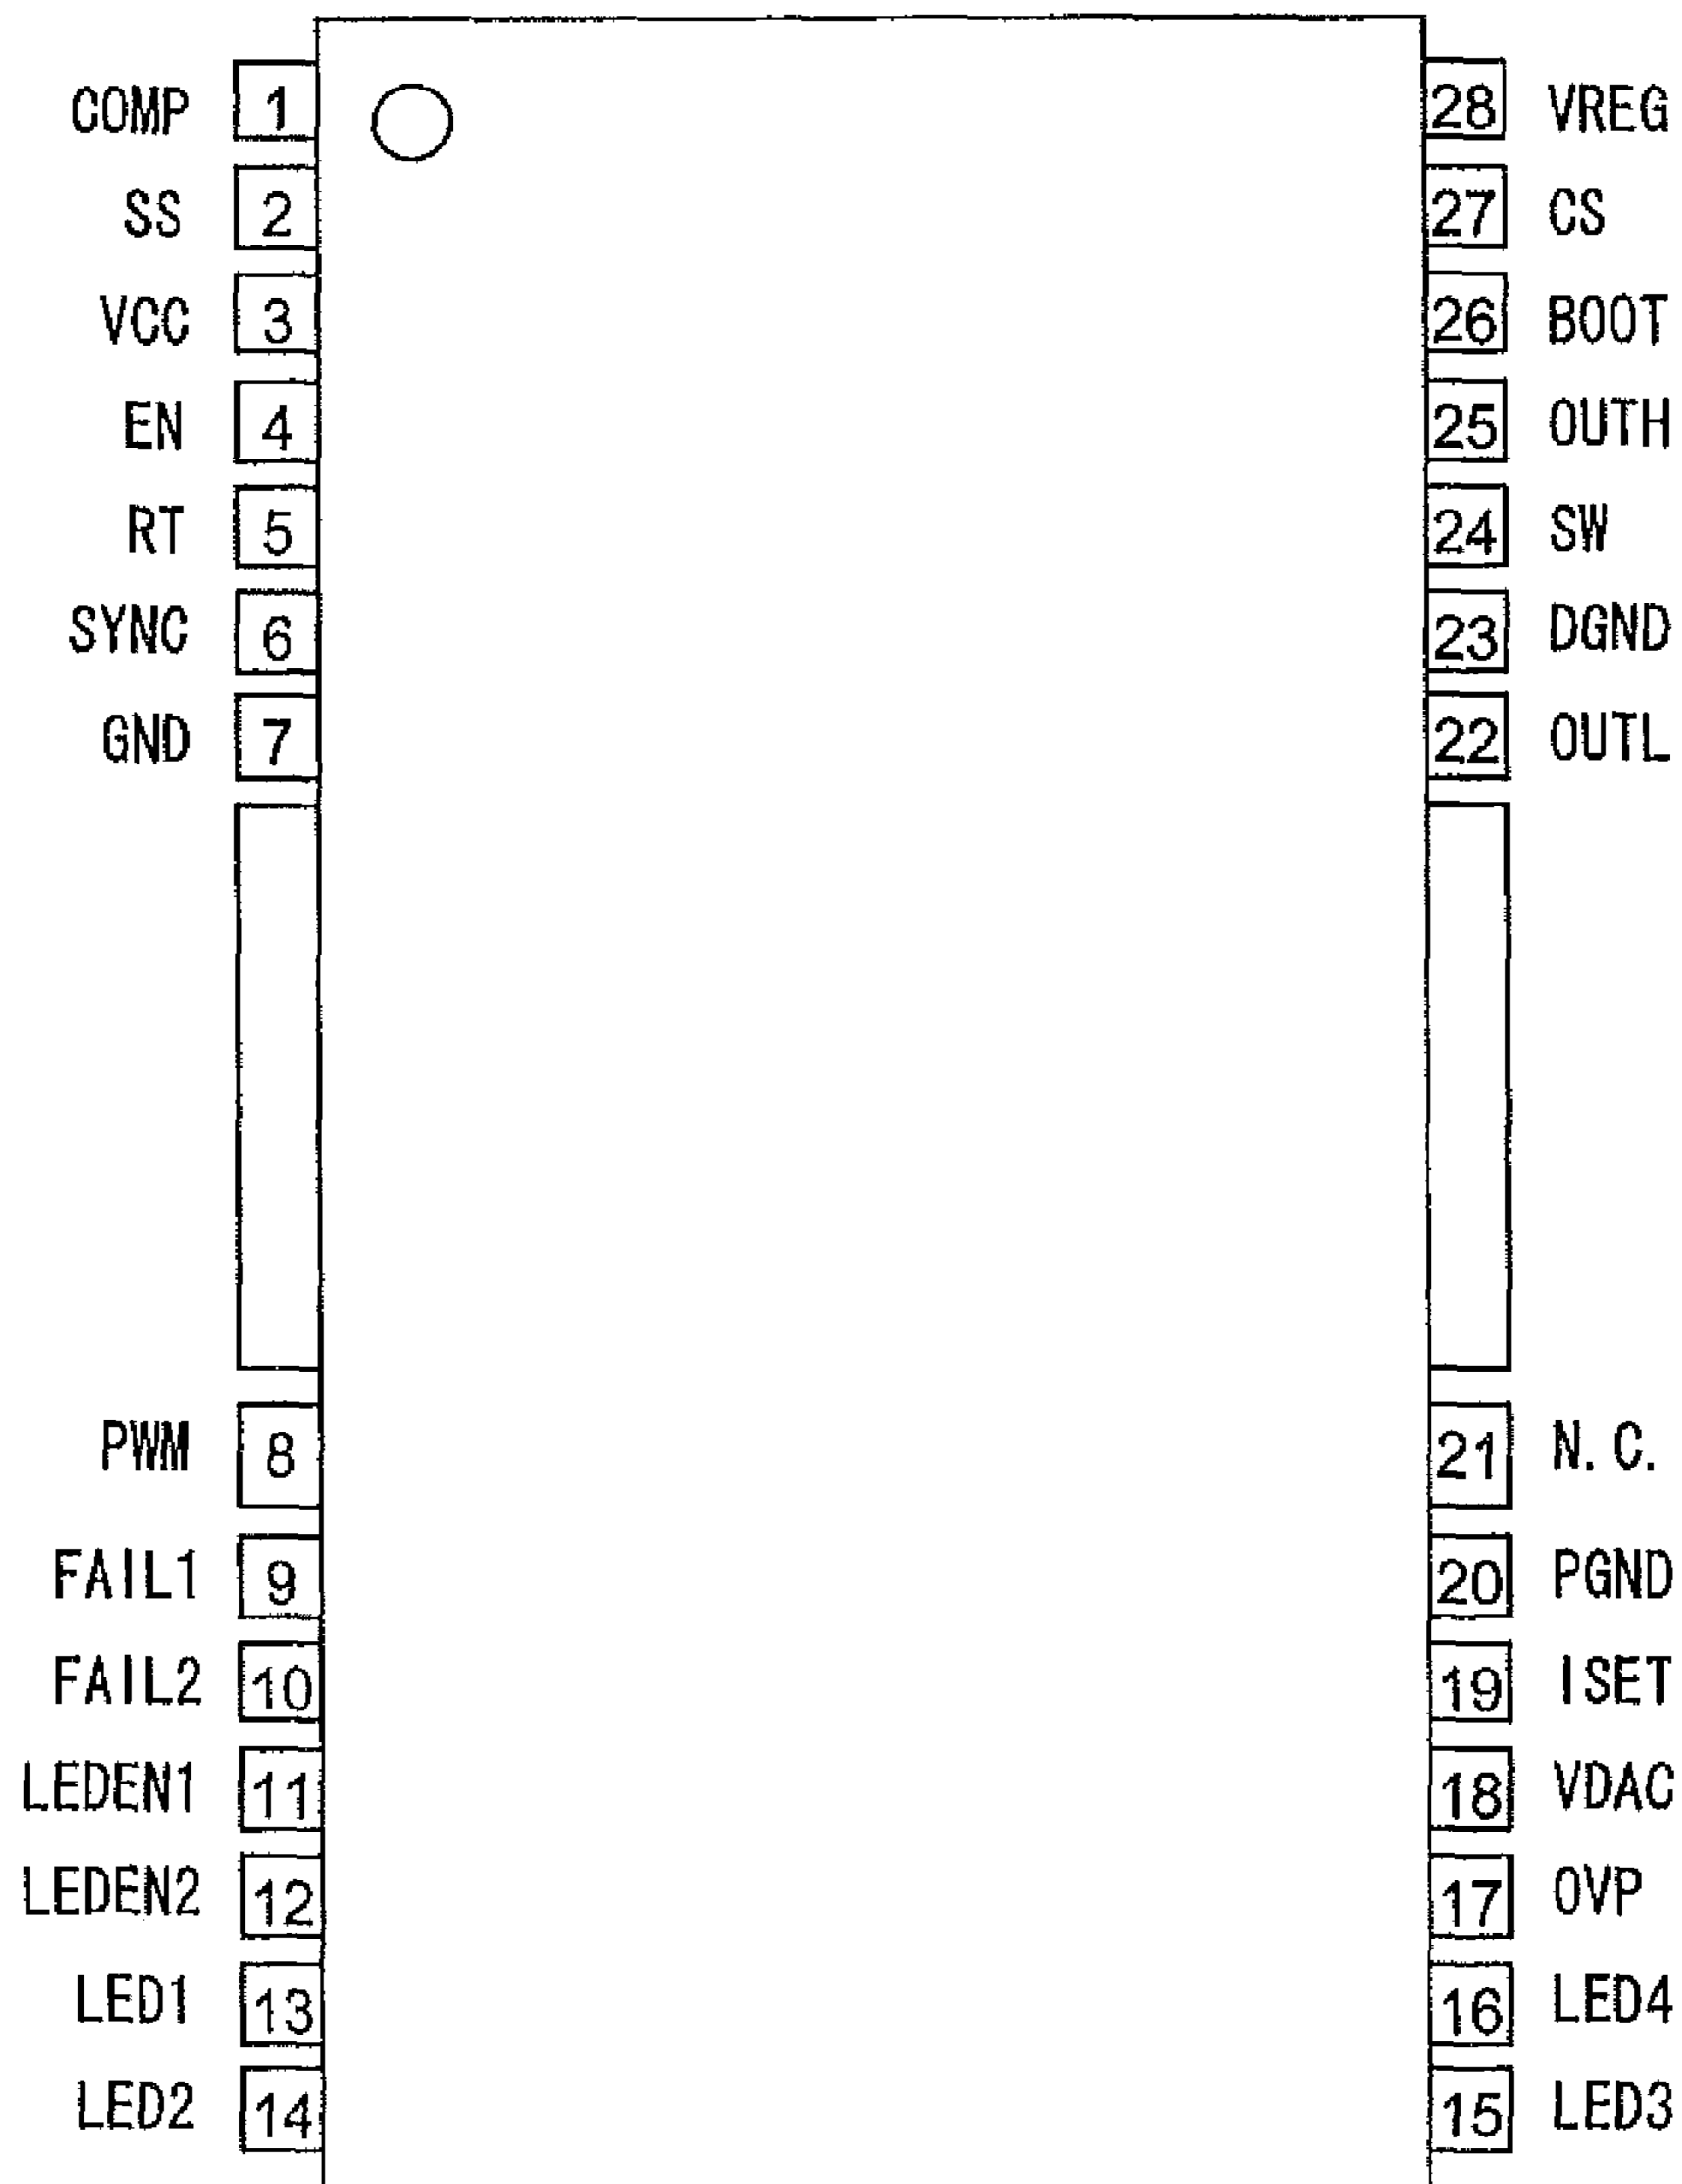 COMP 1 28 VREG
SS 2 27 CS
VCC 3 26 BOOT
EN 4 25 OUTH
RT 5 24 SW
SYNC 6 23 DGND
GND 7 22 OUTL
PWM 8 21 N.C.
FAIL1 9 20 PGND
FAIL2 10 19 ISET
LEDEN1 11 18 VDAC
LEDEN2 12 17 OVP
LED1 13 16 LED4
LED2 14 15 LED3